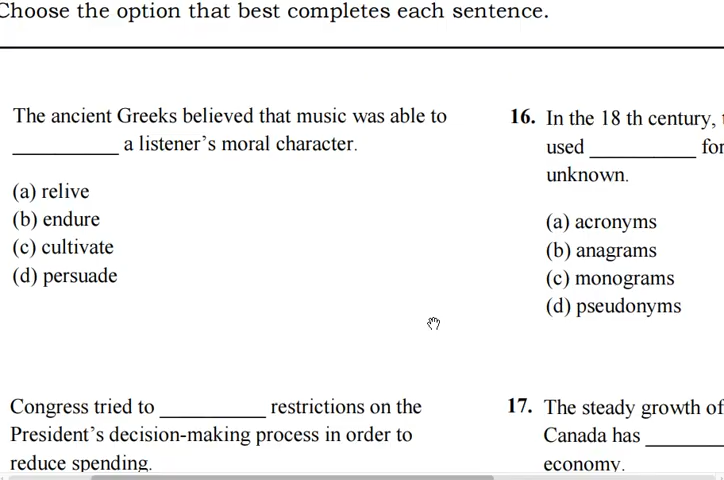 Choose the option that best completes each sentence.
The ancient Greeks believed that music was able to
__________ a listener's moral character.
(a) relive
(b) endure
(c) cultivate
(d) persuade
Congress tried to __________ restrictions on the
President's decision-making process in order to
reduce spending.
16. In the 18 th century,
used __________ for
unknown.
(a) acronyms
(b) anagrams
(c) monograms
(d) pseudonyms
17. The steady growth of
Canada has ________
economy.